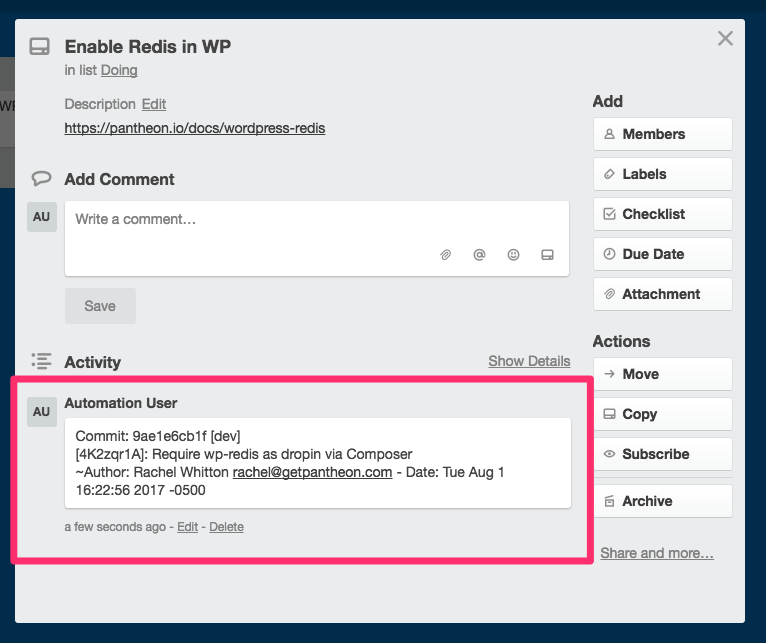 Enable Redis in WP
in list Doing
Description Edit
https://pantheon.io/docs/wordpress-redis
Add Comment
AU
Write a comment…
Save
Activity
Show Details
AU
Automation User
Commit: 9ae1e6cb1f [dev]
[4K2zqr1A]: Require wp-redis as dropin via Composer
~Author: Rachel Whitton rachel@getpantheon.com - Date: Tue Aug 1
16:22:56 2017 -0500
a few seconds ago - Edit - Delete
Add
Members
Labels
Checklist
Due Date
Attachment
Actions
Move
Copy
Subscribe
Archive
Share and more…